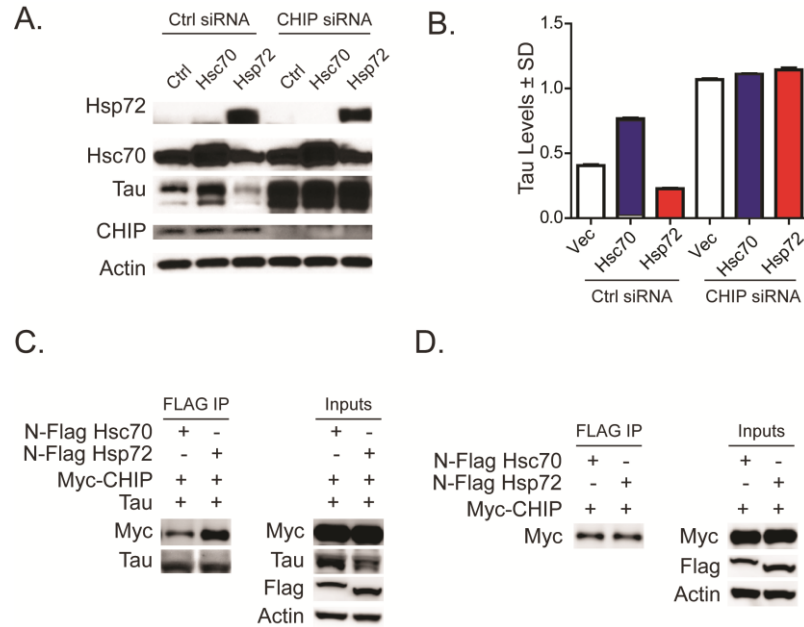 A.
Ctrl siRNA CHIP siRNA
Ctrl Hsc70 Hsp72 Ctrl Hsc70 Hsp72
Hsp72
Hsc70
Tau
CHIP
Actin
B.
Tau Levels ± SD
1.5
1.0
0.5
0.0
Vec Hsc70 Hsp72 Vec Hsc70 Hsp72
Ctrl siRNA CHIP siRNA
C.
FLAG IP Inputs
N-Flag Hsc70 + - + -
N-Flag Hsp72 - + - +
Myc-CHIP + + + +
Tau + + + +
Myc Myc
Tau Tau
Flag
Actin
D.
FLAG IP Inputs
N-Flag Hsc70 + - + -
N-Flag Hsp72 - + - +
Myc-CHIP + + + +
Myc Myc
Flag
Actin